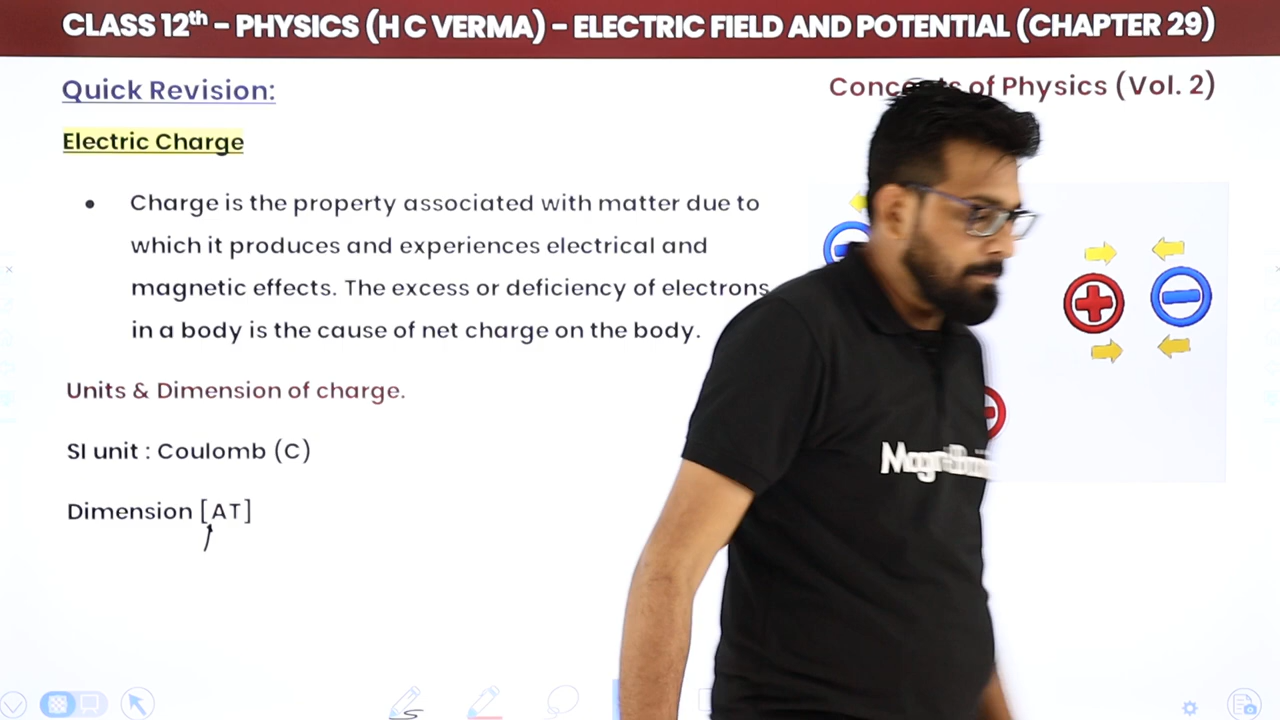 CLASS 12th – PHYSICS (H C VERMA) – ELECTRIC FIELD AND POTENTIAL (CHAPTER 29)
Quick Revision:
Concepts of Physics (Vol. 2)
Electric Charge
• Charge is the property associated with matter due to
which it produces and experiences electrical and
magnetic effects. The excess or deficiency of electrons
in a body is the cause of net charge on the body.
Units & Dimension of charge.
SI unit : Coulomb (C)
Dimension [AT]